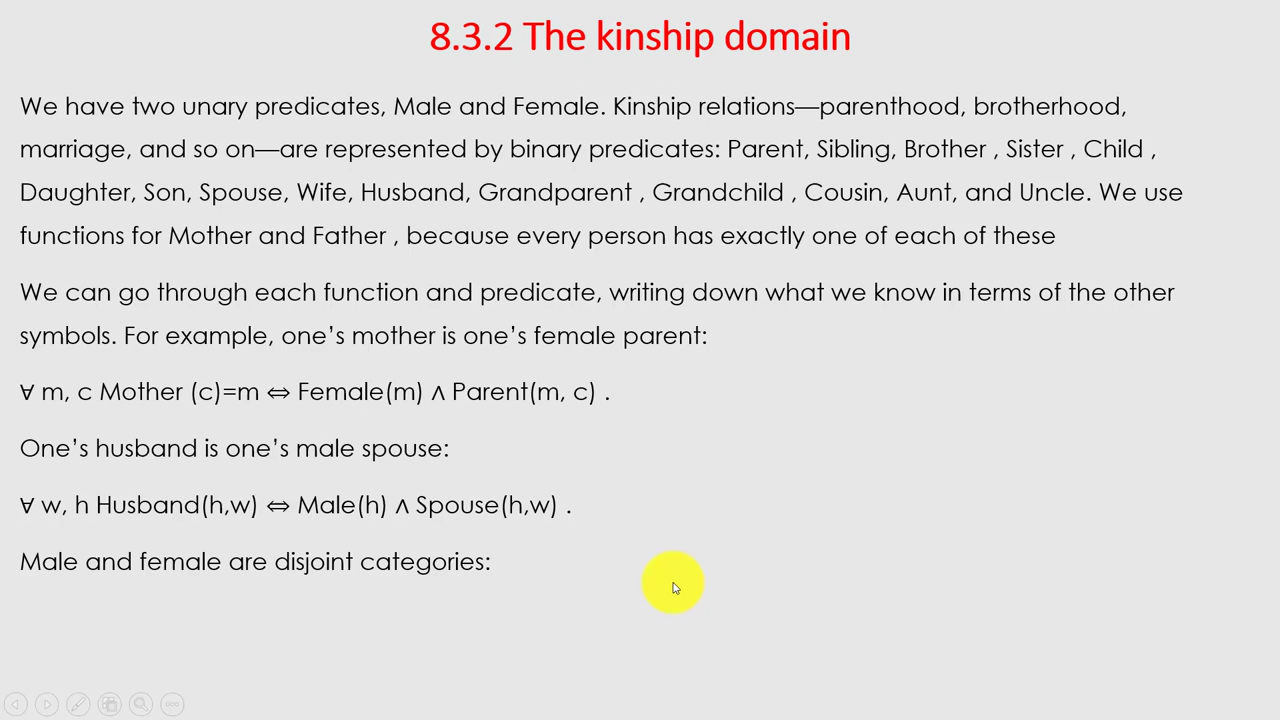 8.3.2 The kinship domain
We have two unary predicates, Male and Female. Kinship relations—parenthood, brotherhood,
marriage, and so on—are represented by binary predicates: Parent, Sibling, Brother , Sister , Child ,
Daughter, Son, Spouse, Wife, Husband, Grandparent , Grandchild , Cousin, Aunt, and Uncle. We use
functions for Mother and Father , because every person has exactly one of each of these
We can go through each function and predicate, writing down what we know in terms of the other
symbols. For example, one’s mother is one’s female parent:
∀ m, c Mother (c)=m ⇔ Female(m) ∧ Parent(m, c) .
One’s husband is one’s male spouse:
∀ w, h Husband(h,w) ⇔ Male(h) ∧ Spouse(h,w) .
Male and female are disjoint categories: